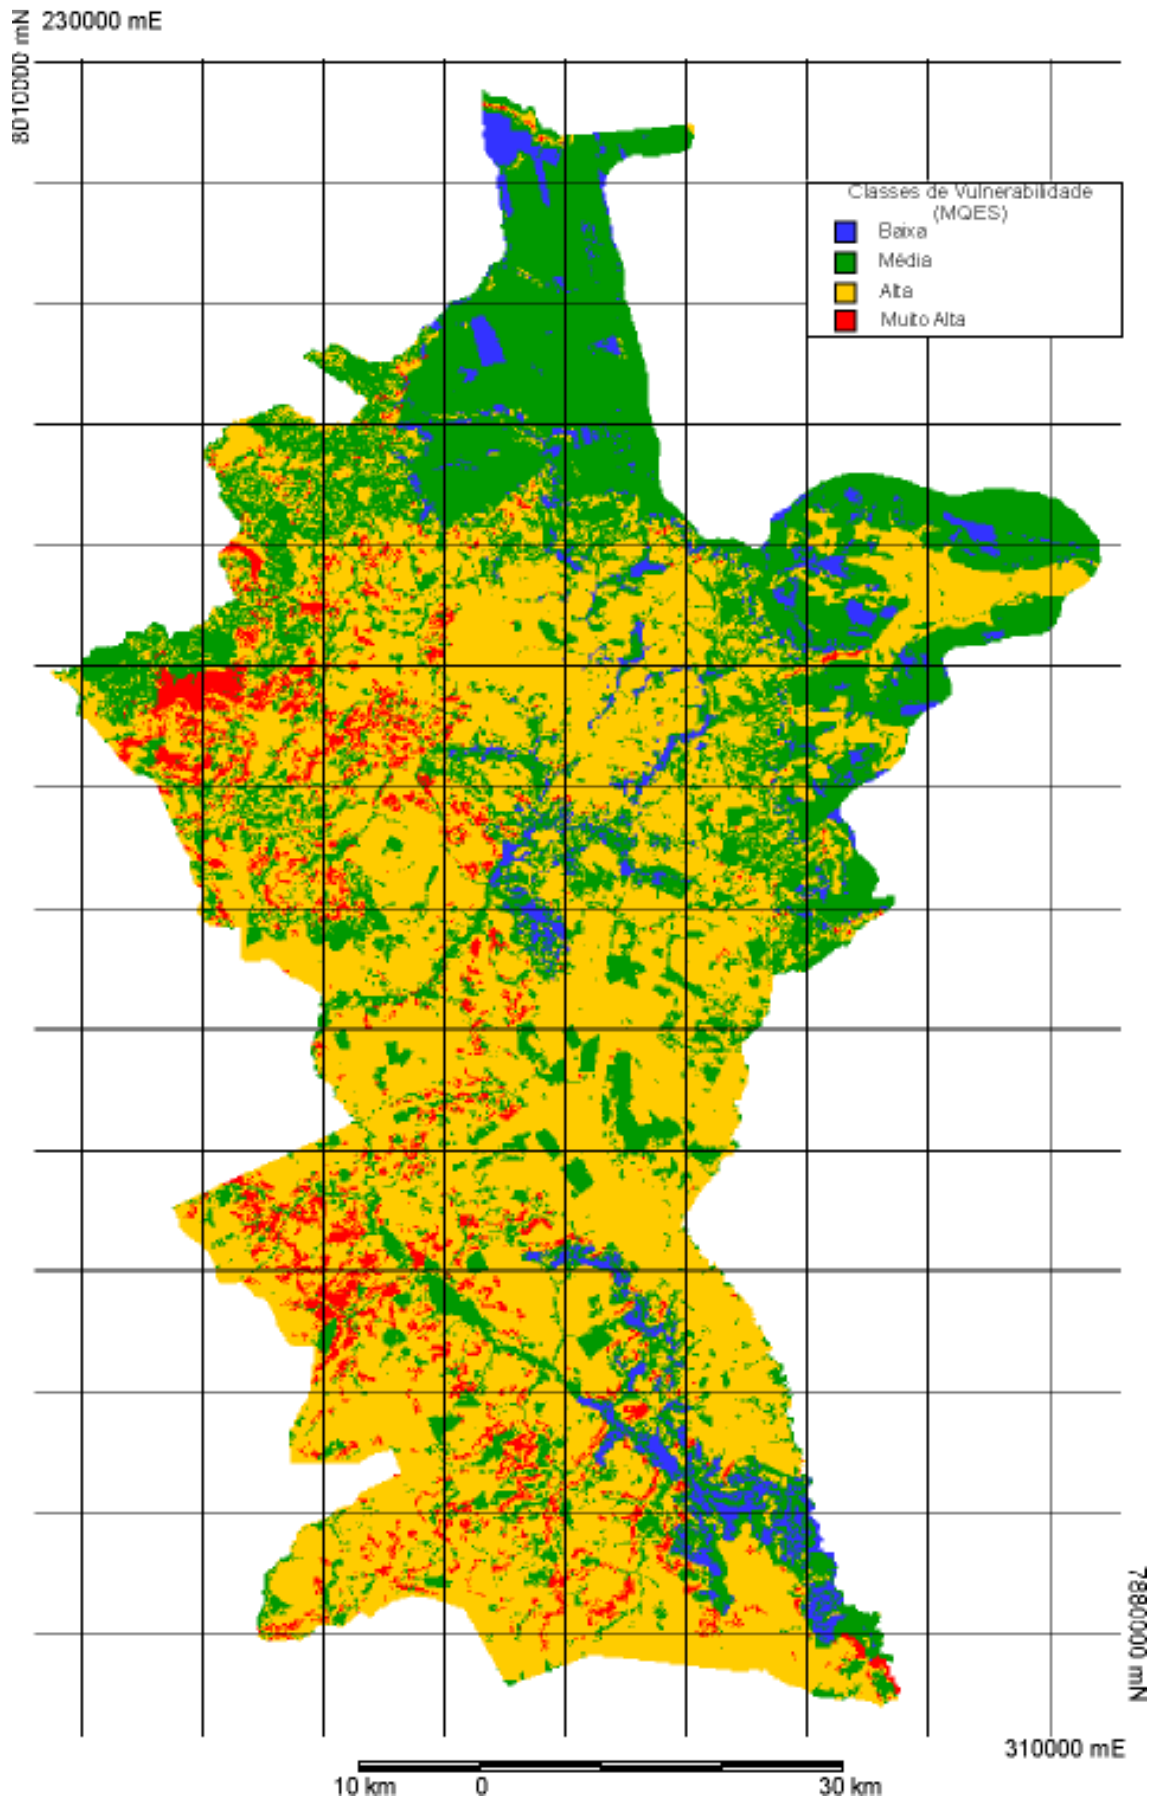 230000 mE
8010000 mN
Classes de Vulnerabilidade
(MQES)
Baixa
Média
Alta
Muito Alta
7880000 mN
310000 mE
10 km 0 30 km